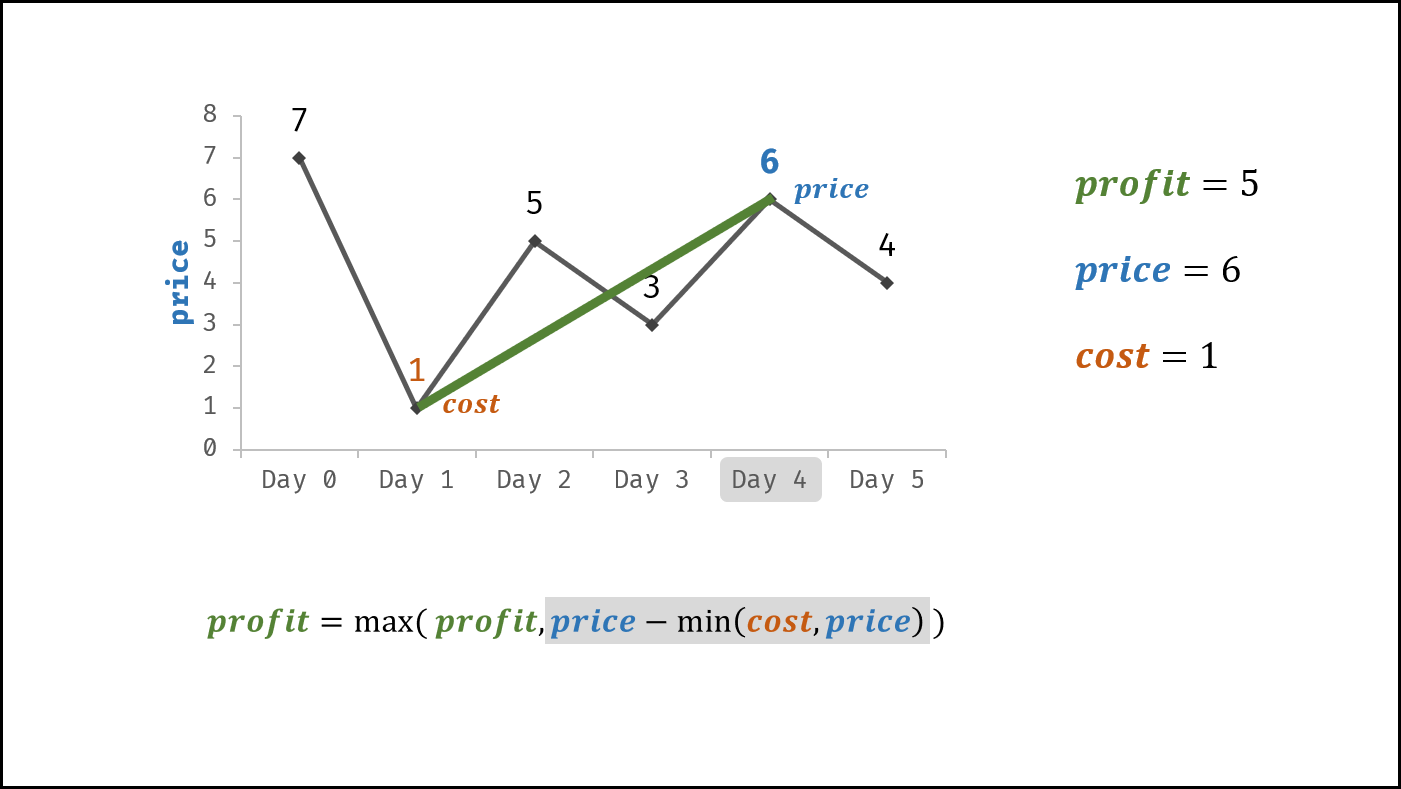 8
7
6
5
4
3
2
1
0
price
7
1
cost
5
3
6
price
4
Day 0 Day 1 Day 2 Day 3 Day 4 Day 5
profit = 5
price = 6
cost = 1
profit = max( profit, price − min(cost, price) )